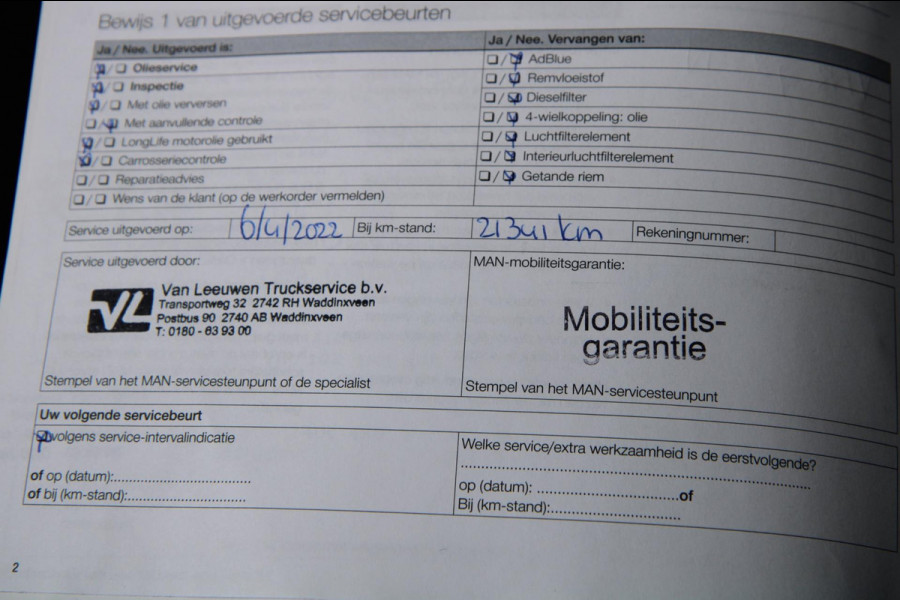 Bewijs 1 van uitgevoerde servicebeurten
Ja / Nee. Uitgevoerd is:
Olieservice
Inspectie
Met olie verversen
Met aanvullende controle
LongLife motorolie gebruikt
Carrosseriecontrole
Reparatieadvies
Wens van de klant (op de werkorder vermelden)
Ja / Nee. Vervangen van:
AdBlue
Remvloeistof
Dieselfilter
4-wielkoppeling: olie
Luchtfilterelement
Interieurluchtfilterelement
Getande riem
Service uitgevoerd op: 6/4/2022 Bij km-stand: 21341 km Rekeningnummer:
Service uitgevoerd door:
VL
Van Leeuwen Truckservice b.v.
Transportweg 32 2742 RH Waddinxveen
Postbus 90 2740 AB Waddinxveen
T: 0180 - 63 93 00
Stempel van het MAN-servicesteunpunt of de specialist
MAN-mobiliteitsgarantie:
Mobiliteits-
garantie
Stempel van het MAN-servicesteunpunt
Uw volgende servicebeurt
volgens service-intervalindicatie
of op (datum):
of bij (km-stand):
Welke service/extra werkzaamheid is de eerstvolgende?
op (datum): of
Bij (km-stand):
2